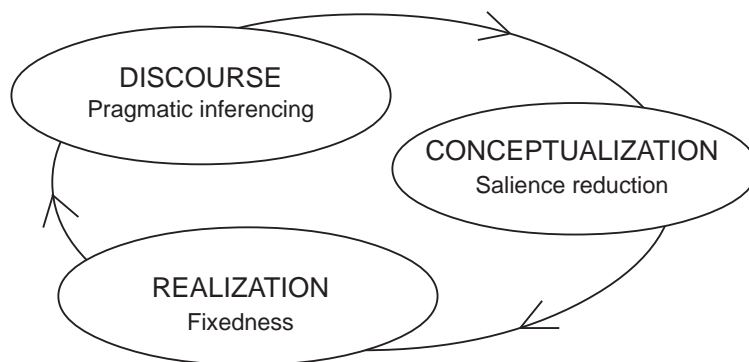 DISCOURSE
Pragmatic inferencing
CONCEPTUALIZATION
Salience reduction
REALIZATION
Fixedness